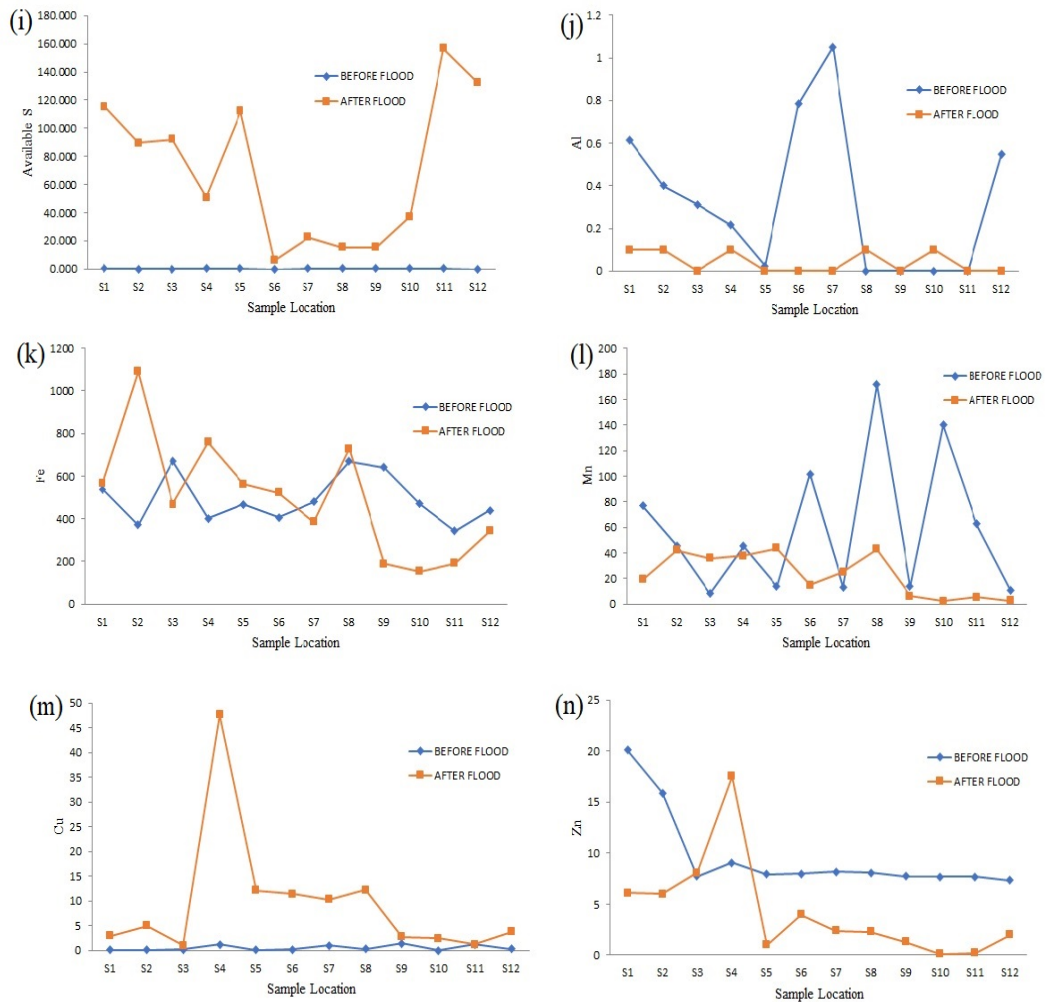 (i)
180.000
160.000
140.000
120.000
100.000
80.000
60.000
40.000
20.000
0.000
Available S
BEFORE FLOOD
AFTER FLOOD
S1 S2 S3 S4 S5 S6 S7 S8 S9 S10 S11 S12
Sample Location
(j)
1.2
1
0.8
0.6
0.4
0.2
0
Al
BEFORE FLOOD
AFTER FLOOD
S1 S2 S3 S4 S5 S6 S7 S8 S9 S10 S11 S12
Sample Location
(k)
1200
1000
800
600
400
200
0
Fe
BEFORE FLOOD
AFTER FLOOD
S1 S2 S3 S4 S5 S6 S7 S8 S9 S10 S11 S12
Sample Location
(l)
200
180
160
140
120
100
80
60
40
20
0
Mn
BEFORE FLOOD
AFTER FLOOD
S1 S2 S3 S4 S5 S6 S7 S8 S9 S10 S11 S12
Sample Location
(m)
50
45
40
35
30
25
20
15
10
5
0
Cu
BEFORE FLOOD
AFTER FLOOD
S1 S2 S3 S4 S5 S6 S7 S8 S9 S10 S11 S12
Sample Location
(n)
25
20
15
10
5
0
Zn
BEFORE FLOOD
AFTER FLOOD
S1 S2 S3 S4 S5 S6 S7 S8 S9 S10 S11 S12
Sample Location